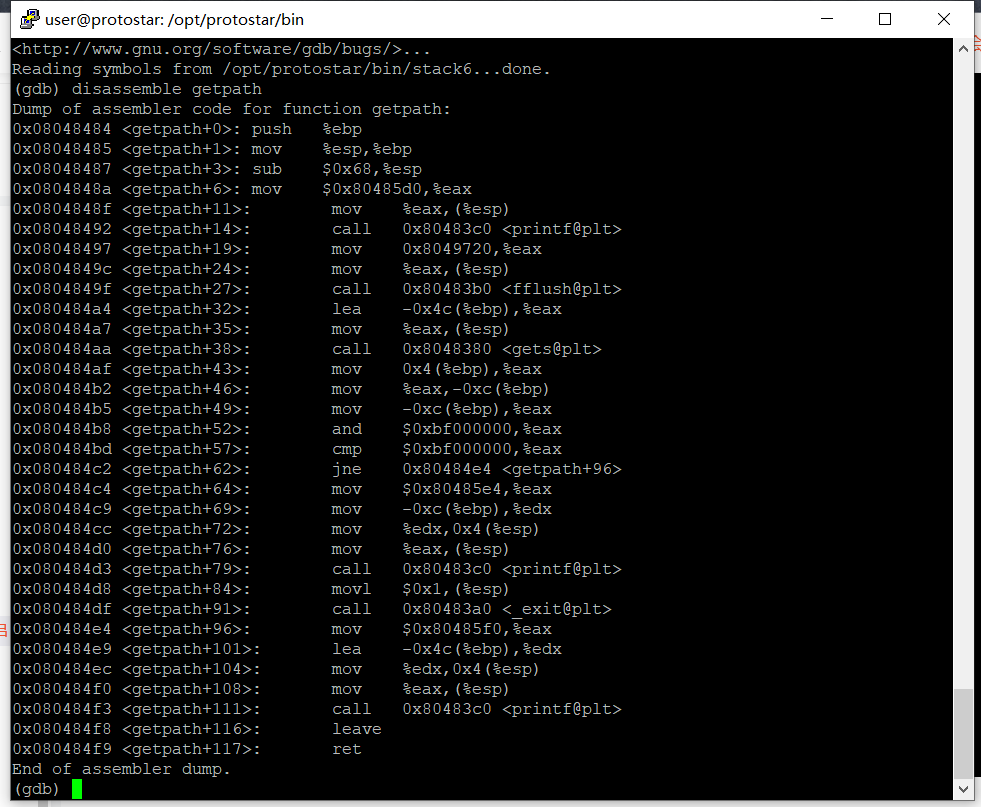 user@protostar: /opt/protostar/bin
<http://www.gnu.org/software/gdb/bugs/>...
Reading symbols from /opt/protostar/bin/stack6...done.
(gdb) disassemble getpath
Dump of assembler code for function getpath:
0x08048484 <getpath+0>: push   %ebp
0x08048485 <getpath+1>: mov    %esp,%ebp
0x08048487 <getpath+3>: sub    $0x68,%esp
0x0804848a <getpath+6>: mov    $0x80485d0,%eax
0x0804848f <getpath+11>:        mov    %eax,(%esp)
0x08048492 <getpath+14>:        call   0x80483c0 <printf@plt>
0x08048497 <getpath+19>:        mov    0x8049720,%eax
0x0804849c <getpath+24>:        mov    %eax,(%esp)
0x0804849f <getpath+27>:        call   0x80483b0 <fflush@plt>
0x080484a4 <getpath+32>:        lea    -0x4c(%ebp),%eax
0x080484a7 <getpath+35>:        mov    %eax,(%esp)
0x080484aa <getpath+38>:        call   0x8048380 <gets@plt>
0x080484af <getpath+43>:        mov    0x4(%ebp),%eax
0x080484b2 <getpath+46>:        mov    %eax,-0xc(%ebp)
0x080484b5 <getpath+49>:        mov    -0xc(%ebp),%eax
0x080484b8 <getpath+52>:        and    $0xbf000000,%eax
0x080484bd <getpath+57>:        cmp    $0xbf000000,%eax
0x080484c2 <getpath+62>:        jne    0x80484e4 <getpath+96>
0x080484c4 <getpath+64>:        mov    $0x80485e4,%eax
0x080484c9 <getpath+69>:        mov    -0xc(%ebp),%edx
0x080484cc <getpath+72>:        mov    %edx,0x4(%esp)
0x080484d0 <getpath+76>:        mov    %eax,(%esp)
0x080484d3 <getpath+79>:        call   0x80483c0 <printf@plt>
0x080484d8 <getpath+84>:        movl   $0x1,(%esp)
0x080484df <getpath+91>:        call   0x80483a0 <_exit@plt>
0x080484e4 <getpath+96>:        mov    $0x80485f0,%eax
0x080484e9 <getpath+101>:       lea    -0x4c(%ebp),%edx
0x080484ec <getpath+104>:       mov    %edx,0x4(%esp)
0x080484f0 <getpath+108>:       mov    %eax,(%esp)
0x080484f3 <getpath+111>:       call   0x80483c0 <printf@plt>
0x080484f8 <getpath+116>:       leave
0x080484f9 <getpath+117>:       ret
End of assembler dump.
(gdb)